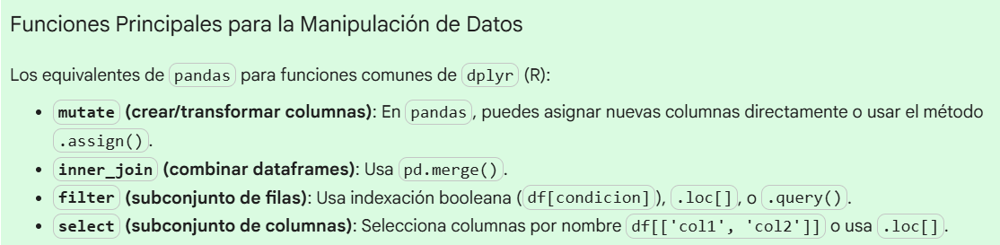 Funciones Principales para la Manipulación de Datos
Los equivalentes de pandas para funciones comunes de dplyr (R):
• mutate (crear/transformar columnas): En pandas, puedes asignar nuevas columnas directamente o usar el método
.assign().
• inner_join (combinar dataframes): Usa pd.merge().
• filter (subconjunto de filas): Usa indexación booleana (df[condicion]), .loc[], o .query().
• select (subconjunto de columnas): Selecciona columnas por nombre df[['col1', 'col2']] o usa .loc[].